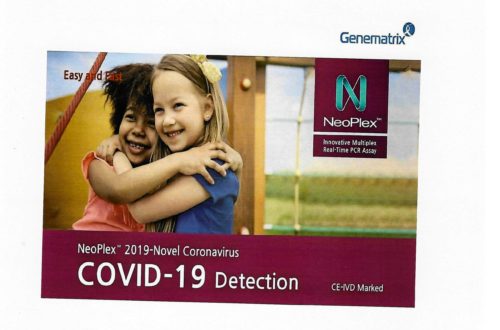 Genematrix
Easy and Fast
NeoPlex™
Innovative Multiplex
Real-Time PCR Assay
NeoPlex™ 2019-Novel Coronavirus
COVID-19 Detection
CE-IVD Marked